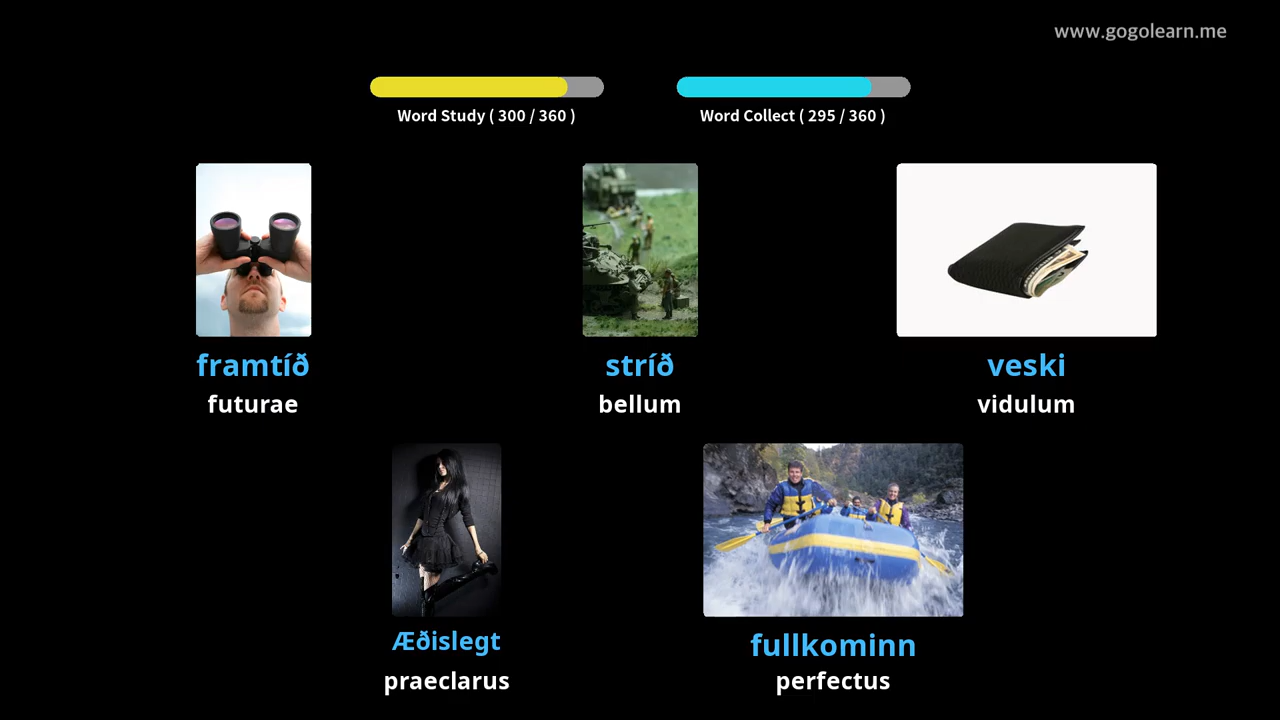 www.gogolearn.me
Word Study ( 300 / 360 )
Word Collect ( 295 / 360 )
framtíð
futurae
stríð
bellum
veski
vidulum
Æðislegt
praeclarus
fullkominn
perfectus